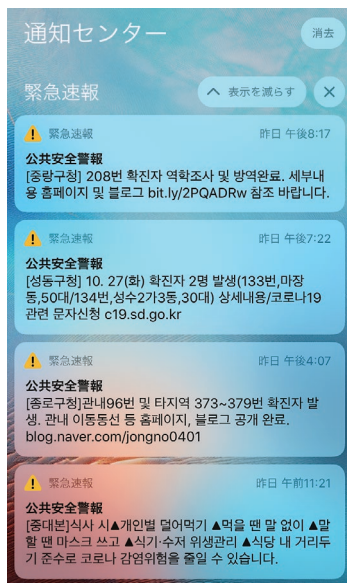 通知センター
消去
緊急速報
表示を減らす
緊急速報
昨日 午後8:17
公共安全警報
[중랑구청] 208번 확진자 역학조사 및 방역완료. 세부내
용 홈페이지 및 블로그 bit.ly/2PQADRw 참조 바랍니다.
緊急速報
昨日 午後7:22
公共安全警報
[성동구청] 10. 27(화) 확진자 2명 발생(133번,마장
동,50대/134번,성수2가3동,30대) 상세내용/코로나19
관련 문자신청 c19.sd.go.kr
緊急速報
昨日 午後4:07
公共安全警報
[종로구청]관내96번 및 타지역 373~379번 확진자 발
생. 관내 이동동선 등 홈페이지, 블로그 공개 완료.
blog.naver.com/jongno0401
緊急速報
昨日 午前11:21
公共安全警報
[중대본]식사 시▲개인별 덜어먹기 ▲먹을 땐 말 없이 ▲말
할 땐 마스크 쓰고 ▲식기·수저 위생관리 ▲식당 내 거리두
기 준수로 코로나 감염위험을 줄일 수 있습니다.